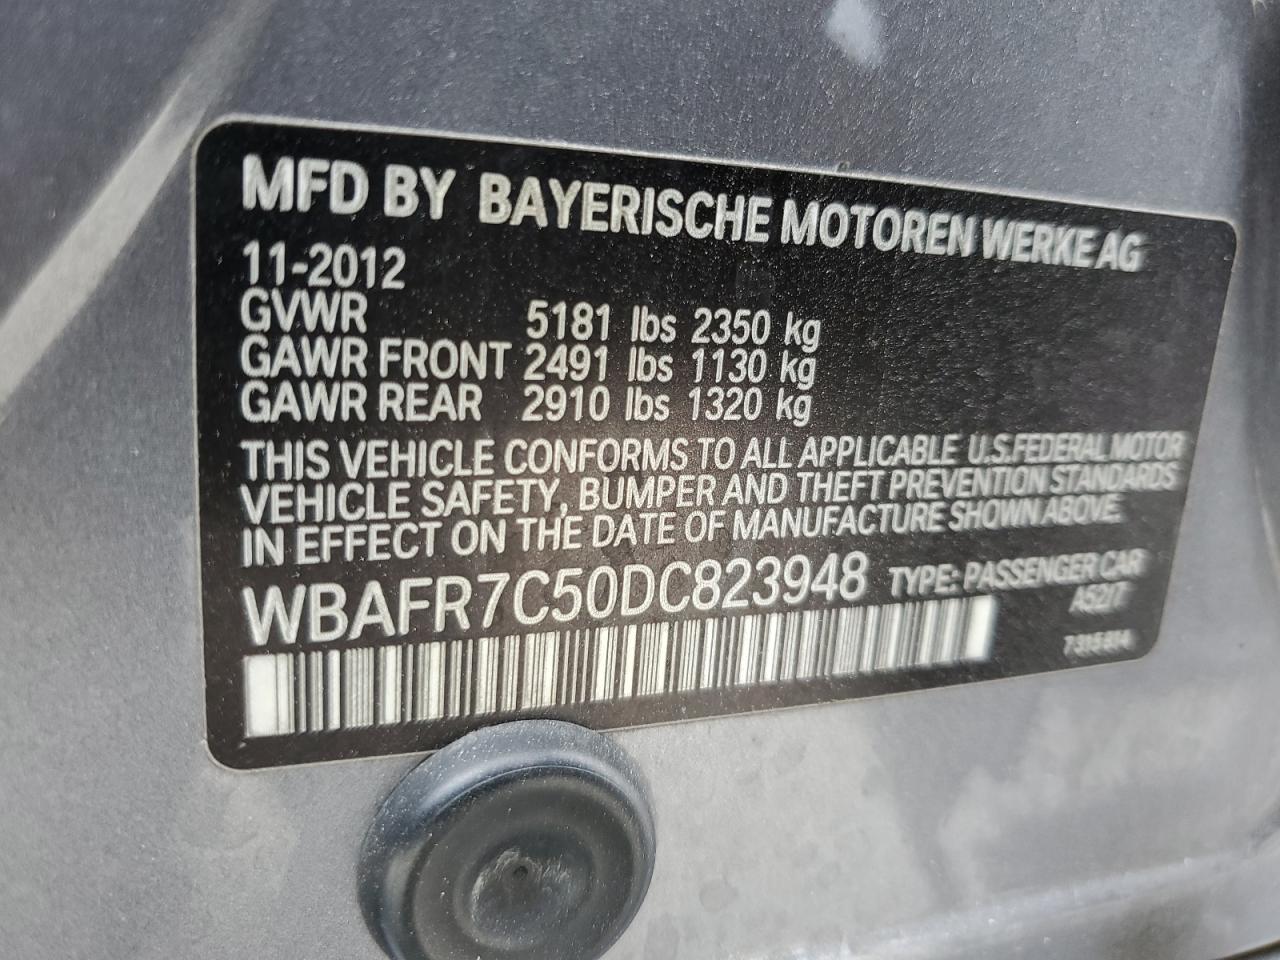 MFD BY BAYERISCHE MOTOREN WERKE AG
11-2012
GVWR 5181 lbs 2350 kg
GAWR FRONT 2491 lbs 1130 kg
GAWR REAR 2910 lbs 1320 kg
THIS VEHICLE CONFORMS TO ALL APPLICABLE U.S.FEDERAL MOTOR
VEHICLE SAFETY, BUMPER AND THEFT PREVENTION STANDARDS
IN EFFECT ON THE DATE OF MANUFACTURE SHOWN ABOVE.
WBAFR7C50DC823948 TYPE: PASSENGER CAR
A52/T